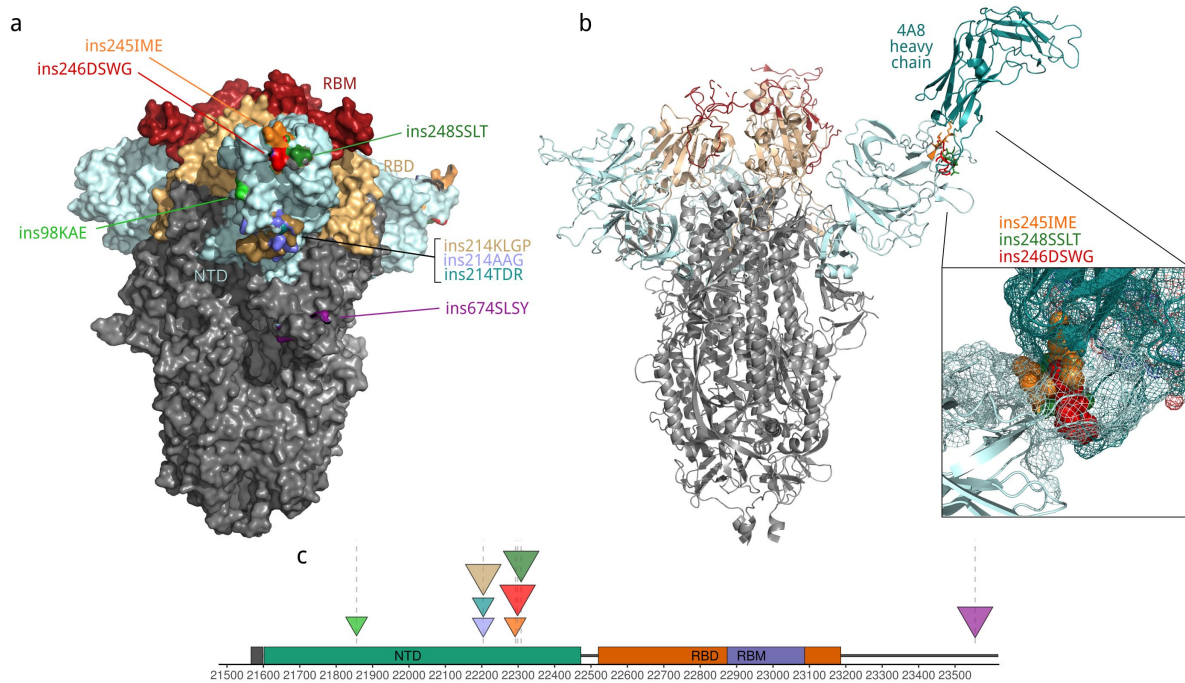 a
ins245IME
ins246DSWG
RBM
ins248SSLT
RBD
ins98KAE
ins214KLGP
ins214AAG
ins214TDR
NTD
ins674SLSY
b
4A8
heavy
chain
ins245IME
ins248SSLT
ins246DSWG
c
NTD RBD RBM
21500 21600 21700 21800 21900 22000 22100 22200 22300 22400 22500 22600 22700 22800 22900 23000 23100 23200 23300 23400 23500